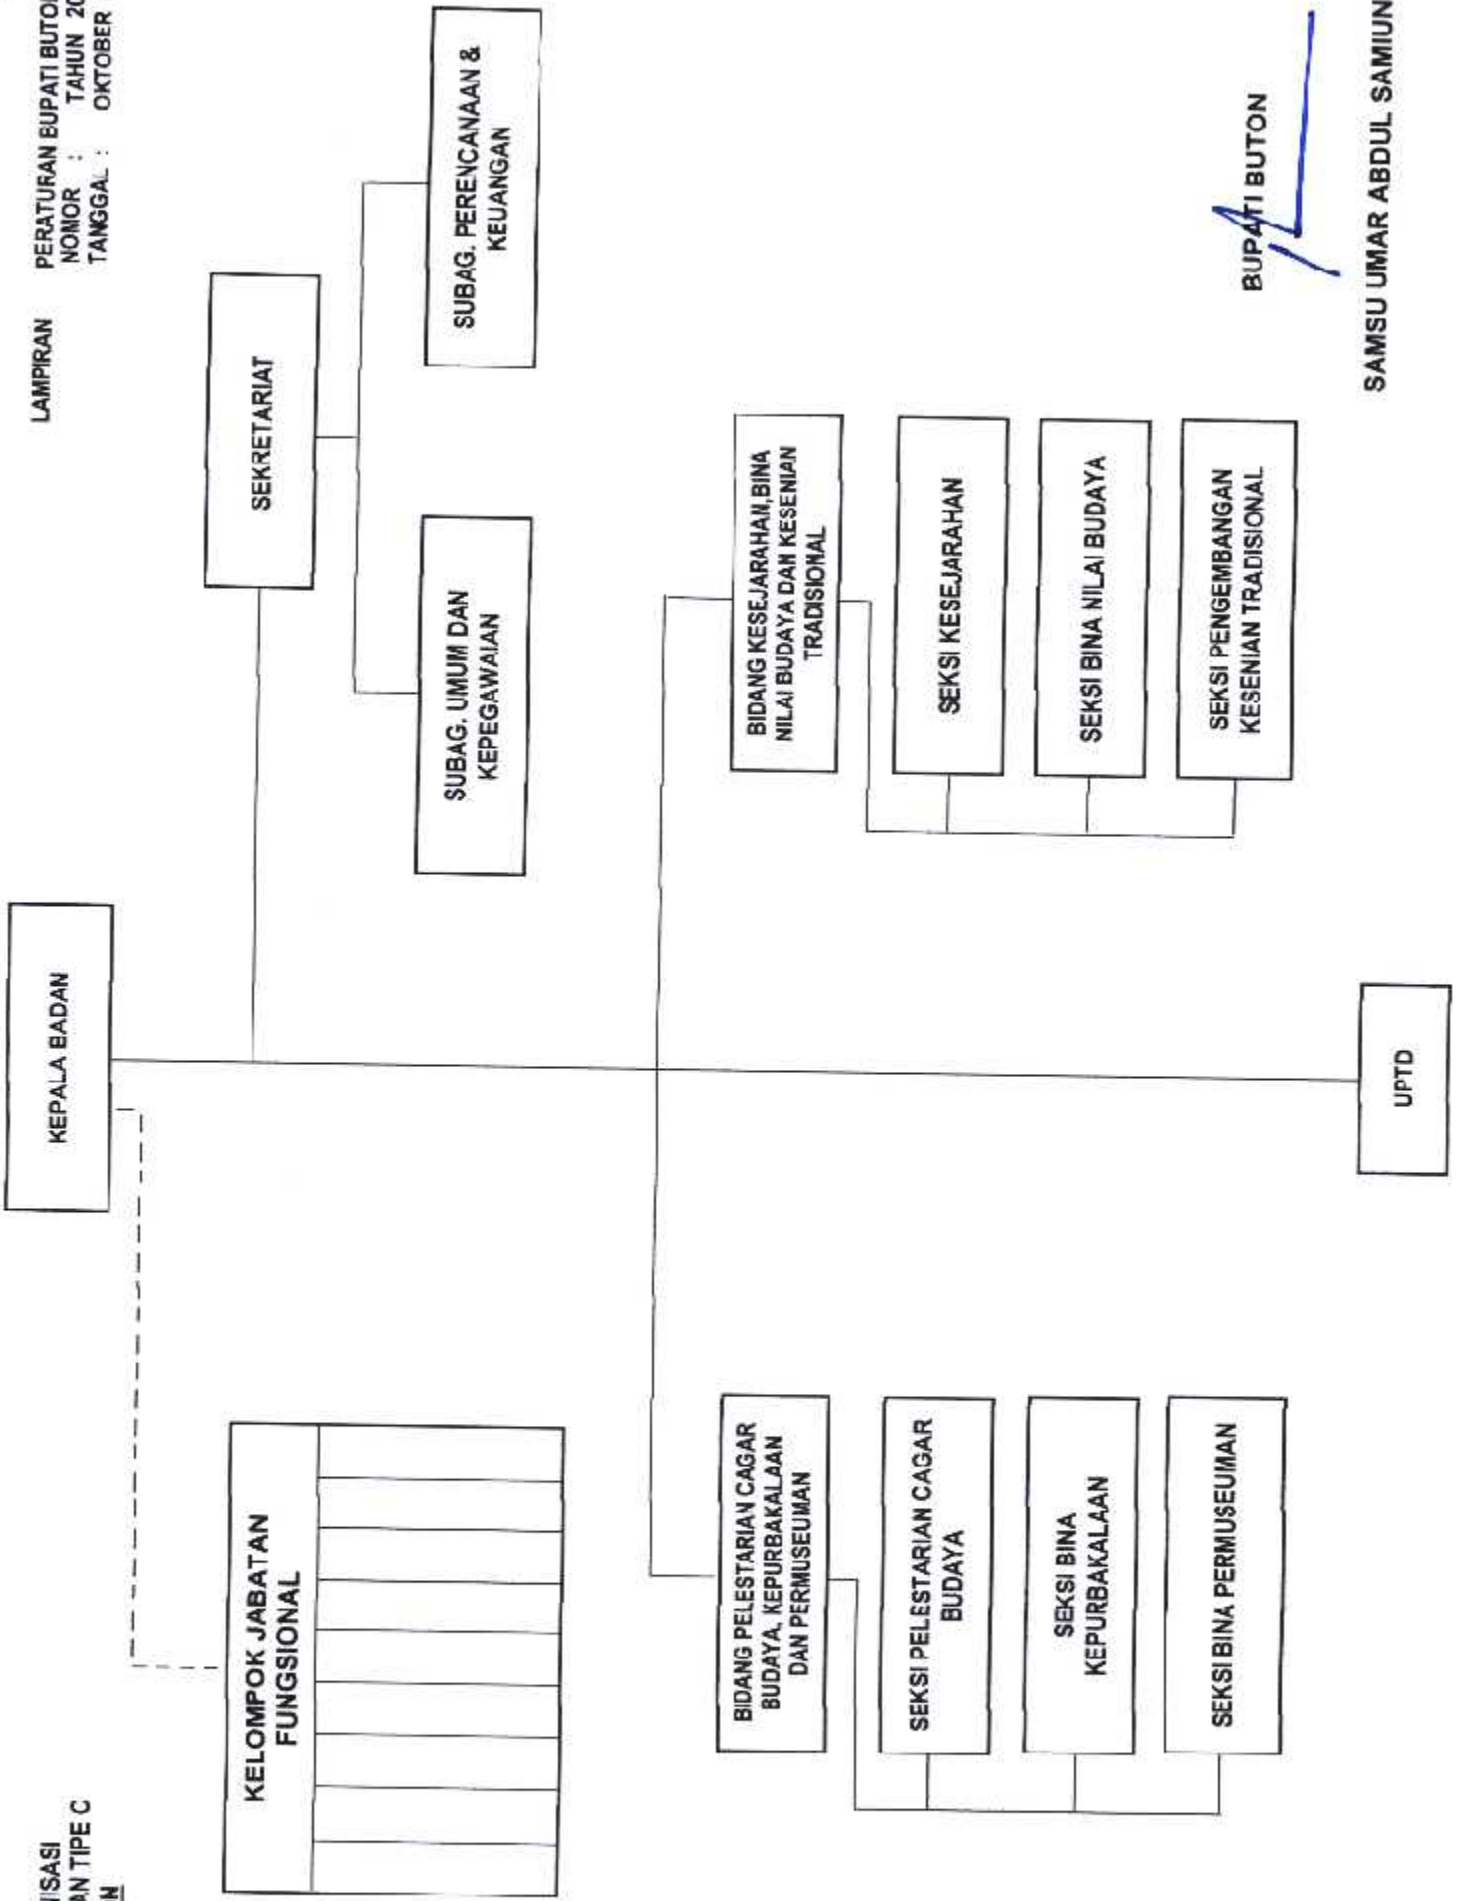 NISASI
AN TIPE C
N
LAMPIRAN
PERATURAN BUPATI BUTON
NOMOR : TAHUN 20
TANGGAL : OKTOBER
KEPALA BADAN
SEKRETARIAT
KELOMPOK JABATAN
FUNGSIONAL
SUBAG. UMUM DAN
KEPEGAWAIAN
SUBAG. PERENCANAAN &
KEUANGAN
BIDANG PELESTARIAN CAGAR
BUDAYA, KEPURBAKALAAN
DAN PERMUSEUMAN
SEKSI PELESTARIAN CAGAR
BUDAYA
SEKSI BINA
KEPURBAKALAAN
SEKSI BINA PERMUSEUMAN
BIDANG KESEJARAHAN,BINA
NILAI BUDAYA DAN KESENIAN
TRADISIONAL
SEKSI KESEJARAHAN
SEKSI BINA NILAI BUDAYA
SEKSI PENGEMBANGAN
KESENIAN TRADISIONAL
UPTD
BUPATI BUTON
SAMSU UMAR ABDUL SAMIUN